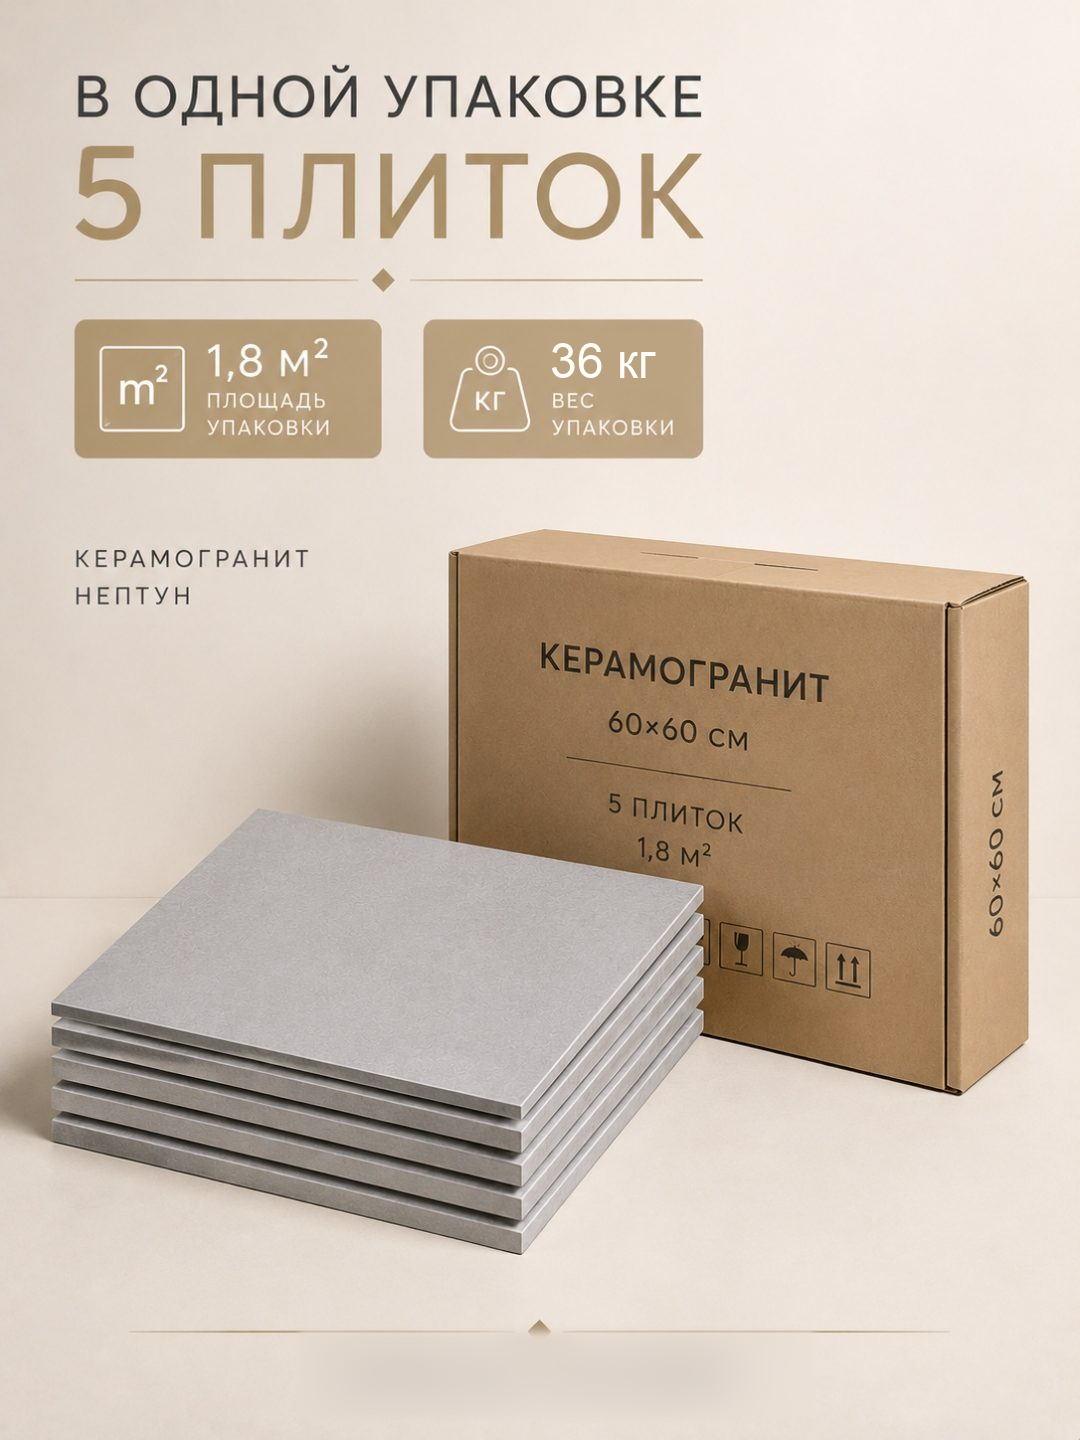 В ОДНОЙ УПАКОВКЕ
5 ПЛИТОК
m²
1,8 м²
ПЛОЩАДЬ
УПАКОВКИ
КГ
36 кг
ВЕС
УПАКОВКИ
КЕРАМОГРАНИТ
НЕПТУН
КЕРАМОГРАНИТ
60×60 СМ
5 ПЛИТОК
1,8 М²
60×60 СМ